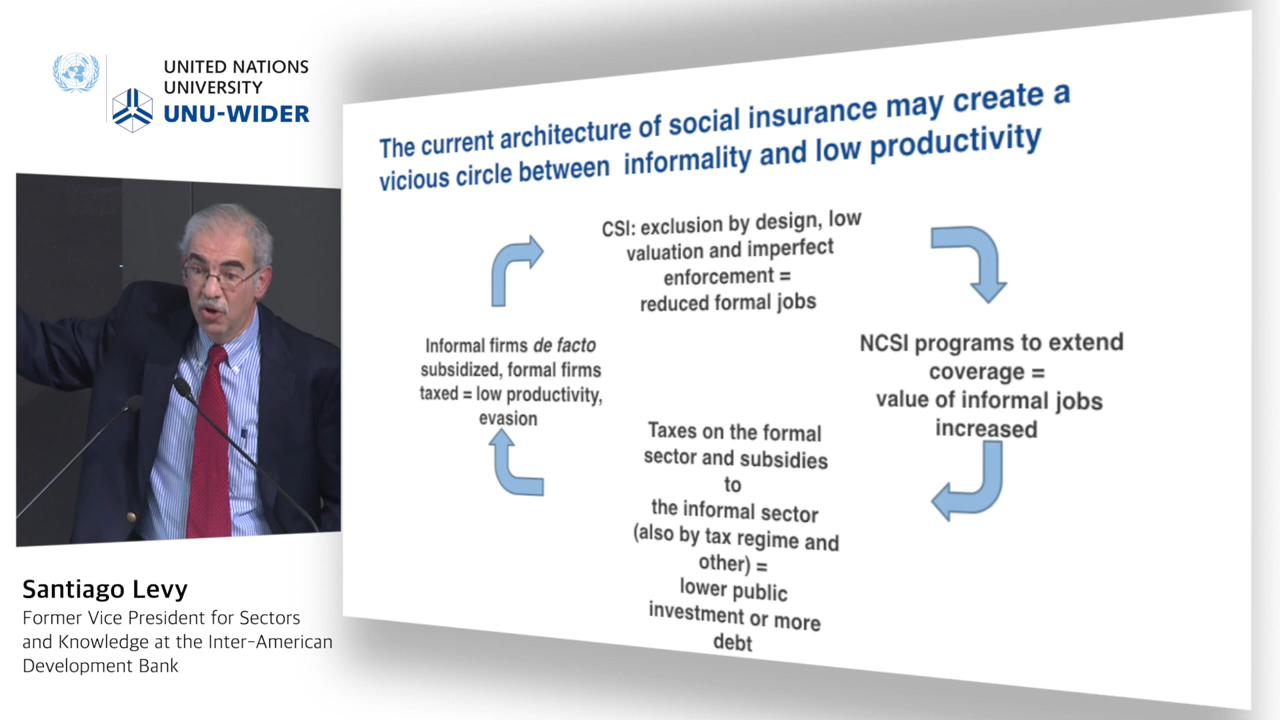 UNITED NATIONS
UNIVERSITY
UNU-WIDER
The current architecture of social insurance may create a
vicious circle between informality and low productivity
CSI: exclusion by design, low
valuation and imperfect
enforcement =
reduced formal jobs
NCSI programs to extend
coverage =
value of informal jobs
increased
Taxes on the formal
sector and subsidies
to
the informal sector
(also by tax regime and
other) =
lower public
investment or more
debt
Informal firms de facto
subsidized, formal firms
taxed = low productivity,
evasion
Santiago Levy
Former Vice President for Sectors
and Knowledge at the Inter-American
Development Bank